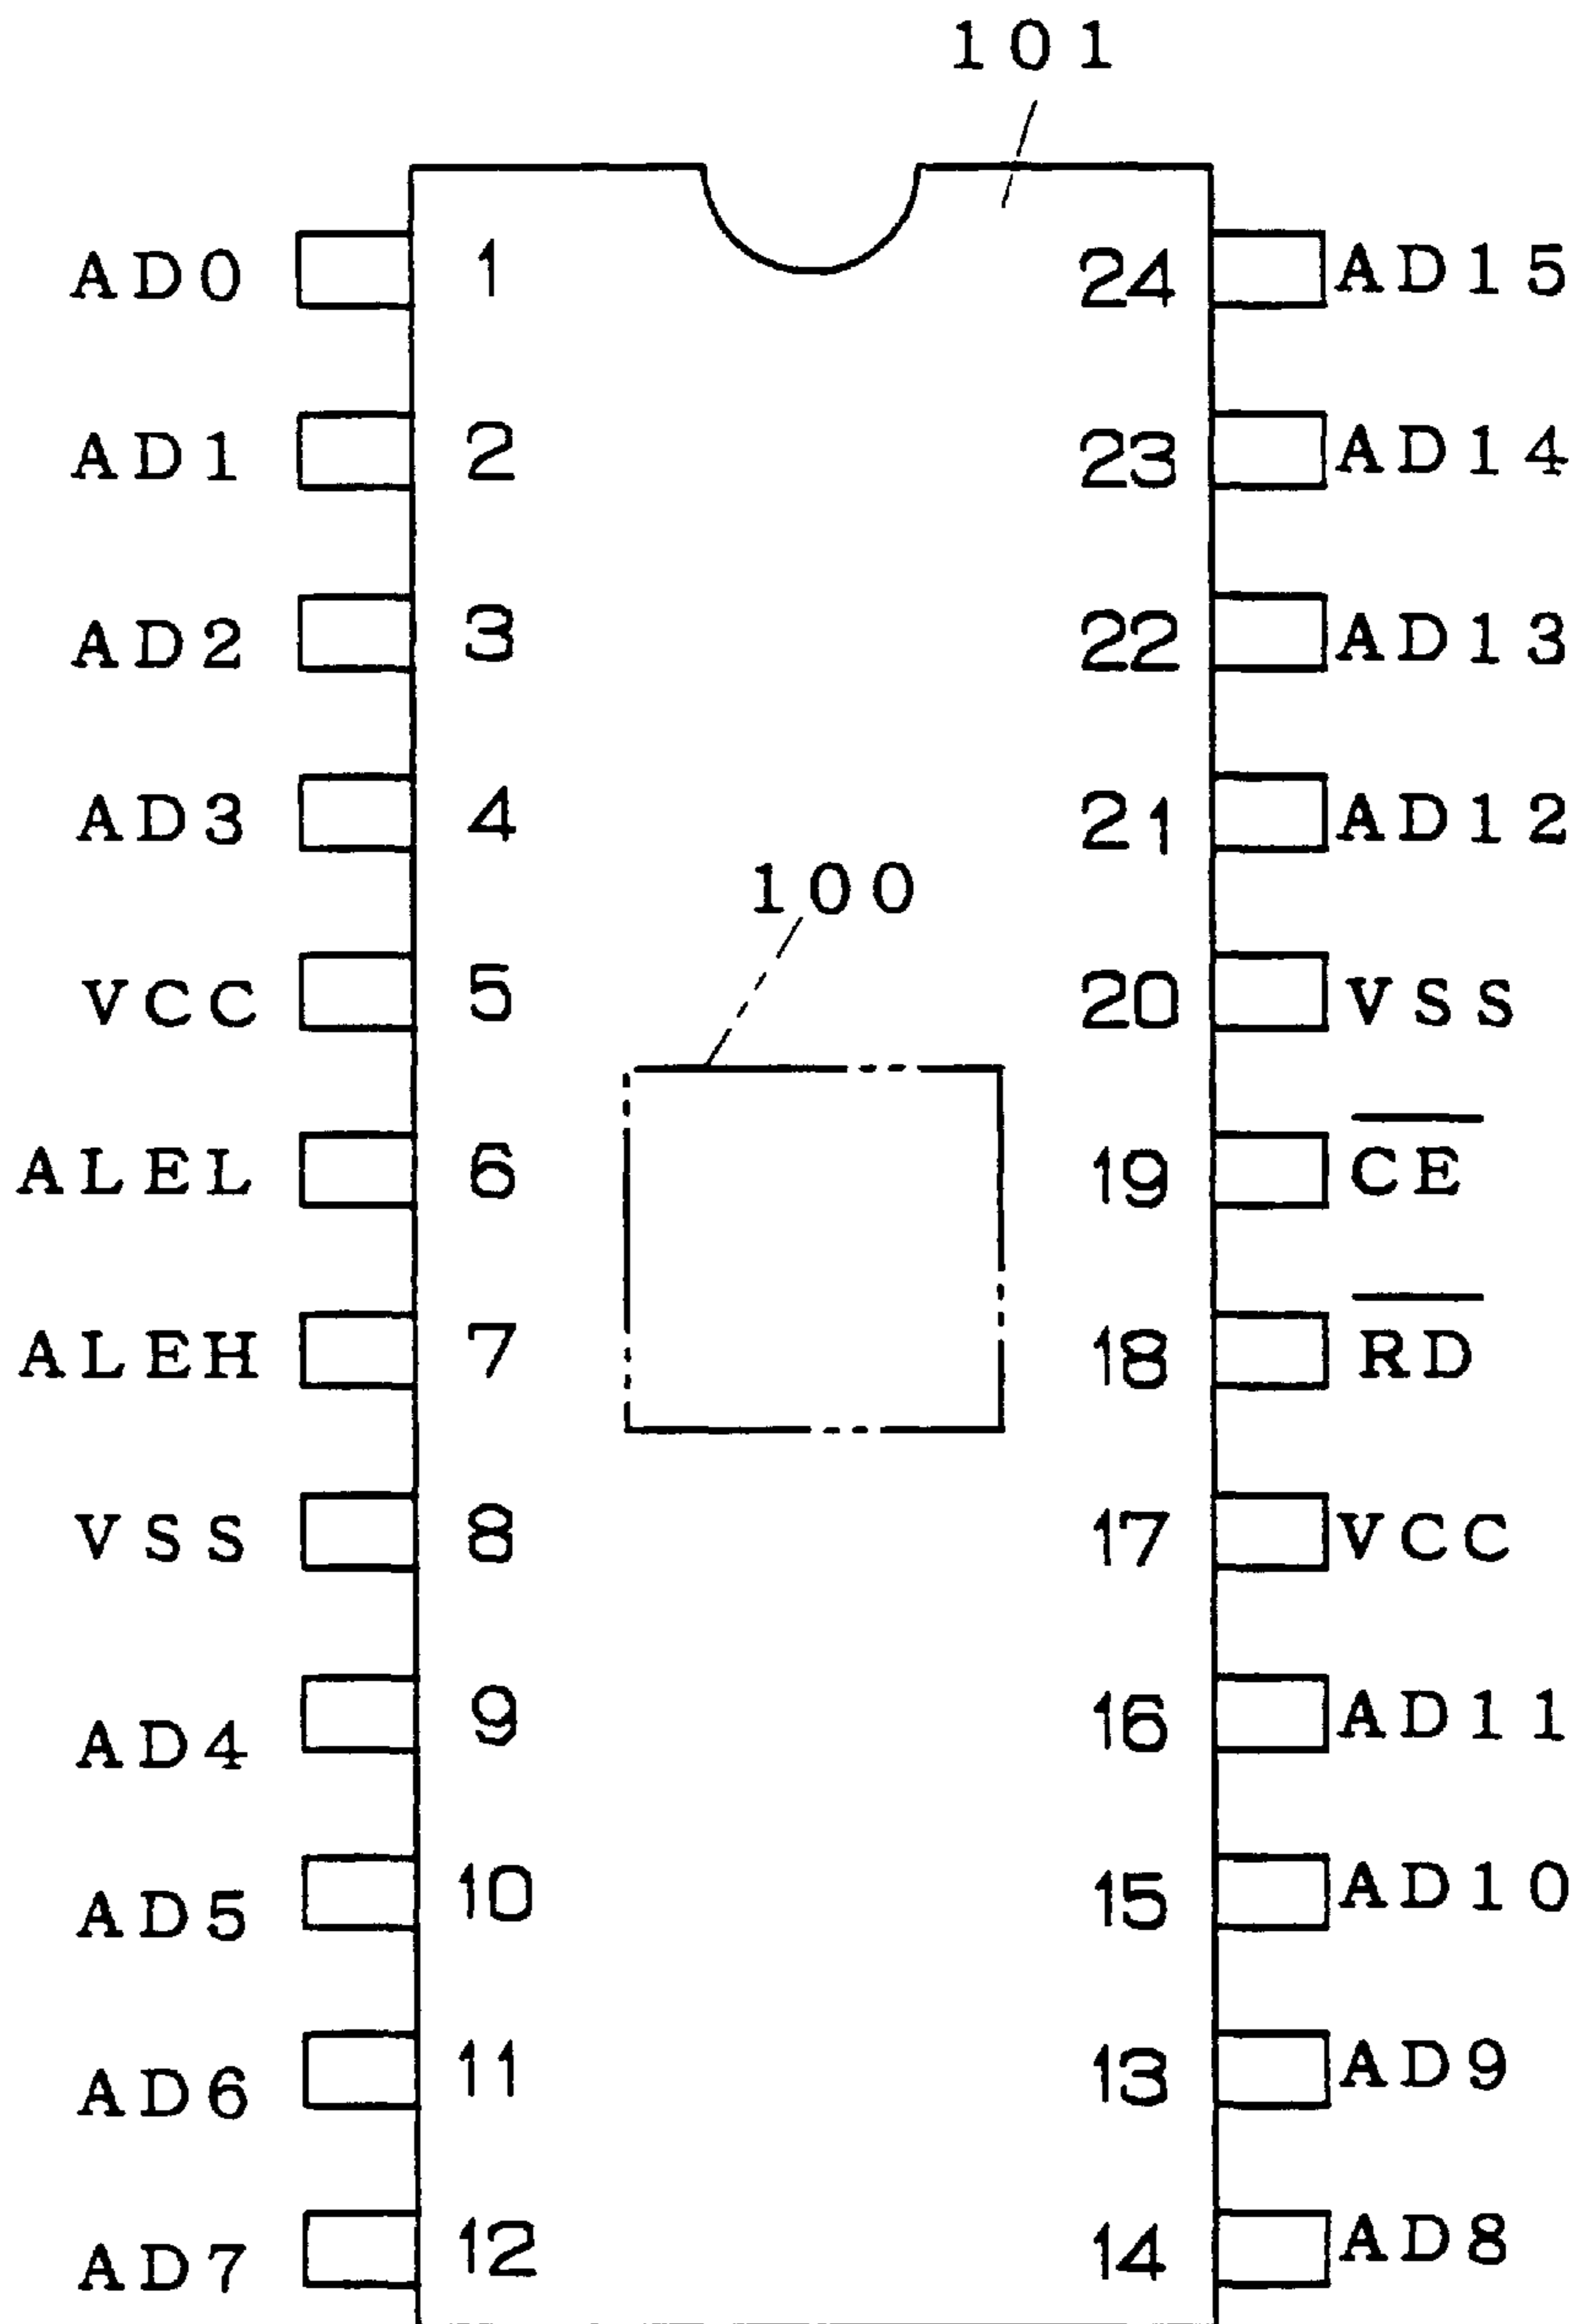 101
AD0 1 24 AD15
AD1 2 23 AD14
AD2 3 22 AD13
AD3 4 21 AD12
100
VCC 5 20 VSS
ALEL 6 19 C̅E̅
ALEH 7 18 R̅D̅
VSS 8 17 VCC
AD4 9 16 AD11
AD5 10 15 AD10
AD6 11 13 AD9
AD7 12 14 AD8